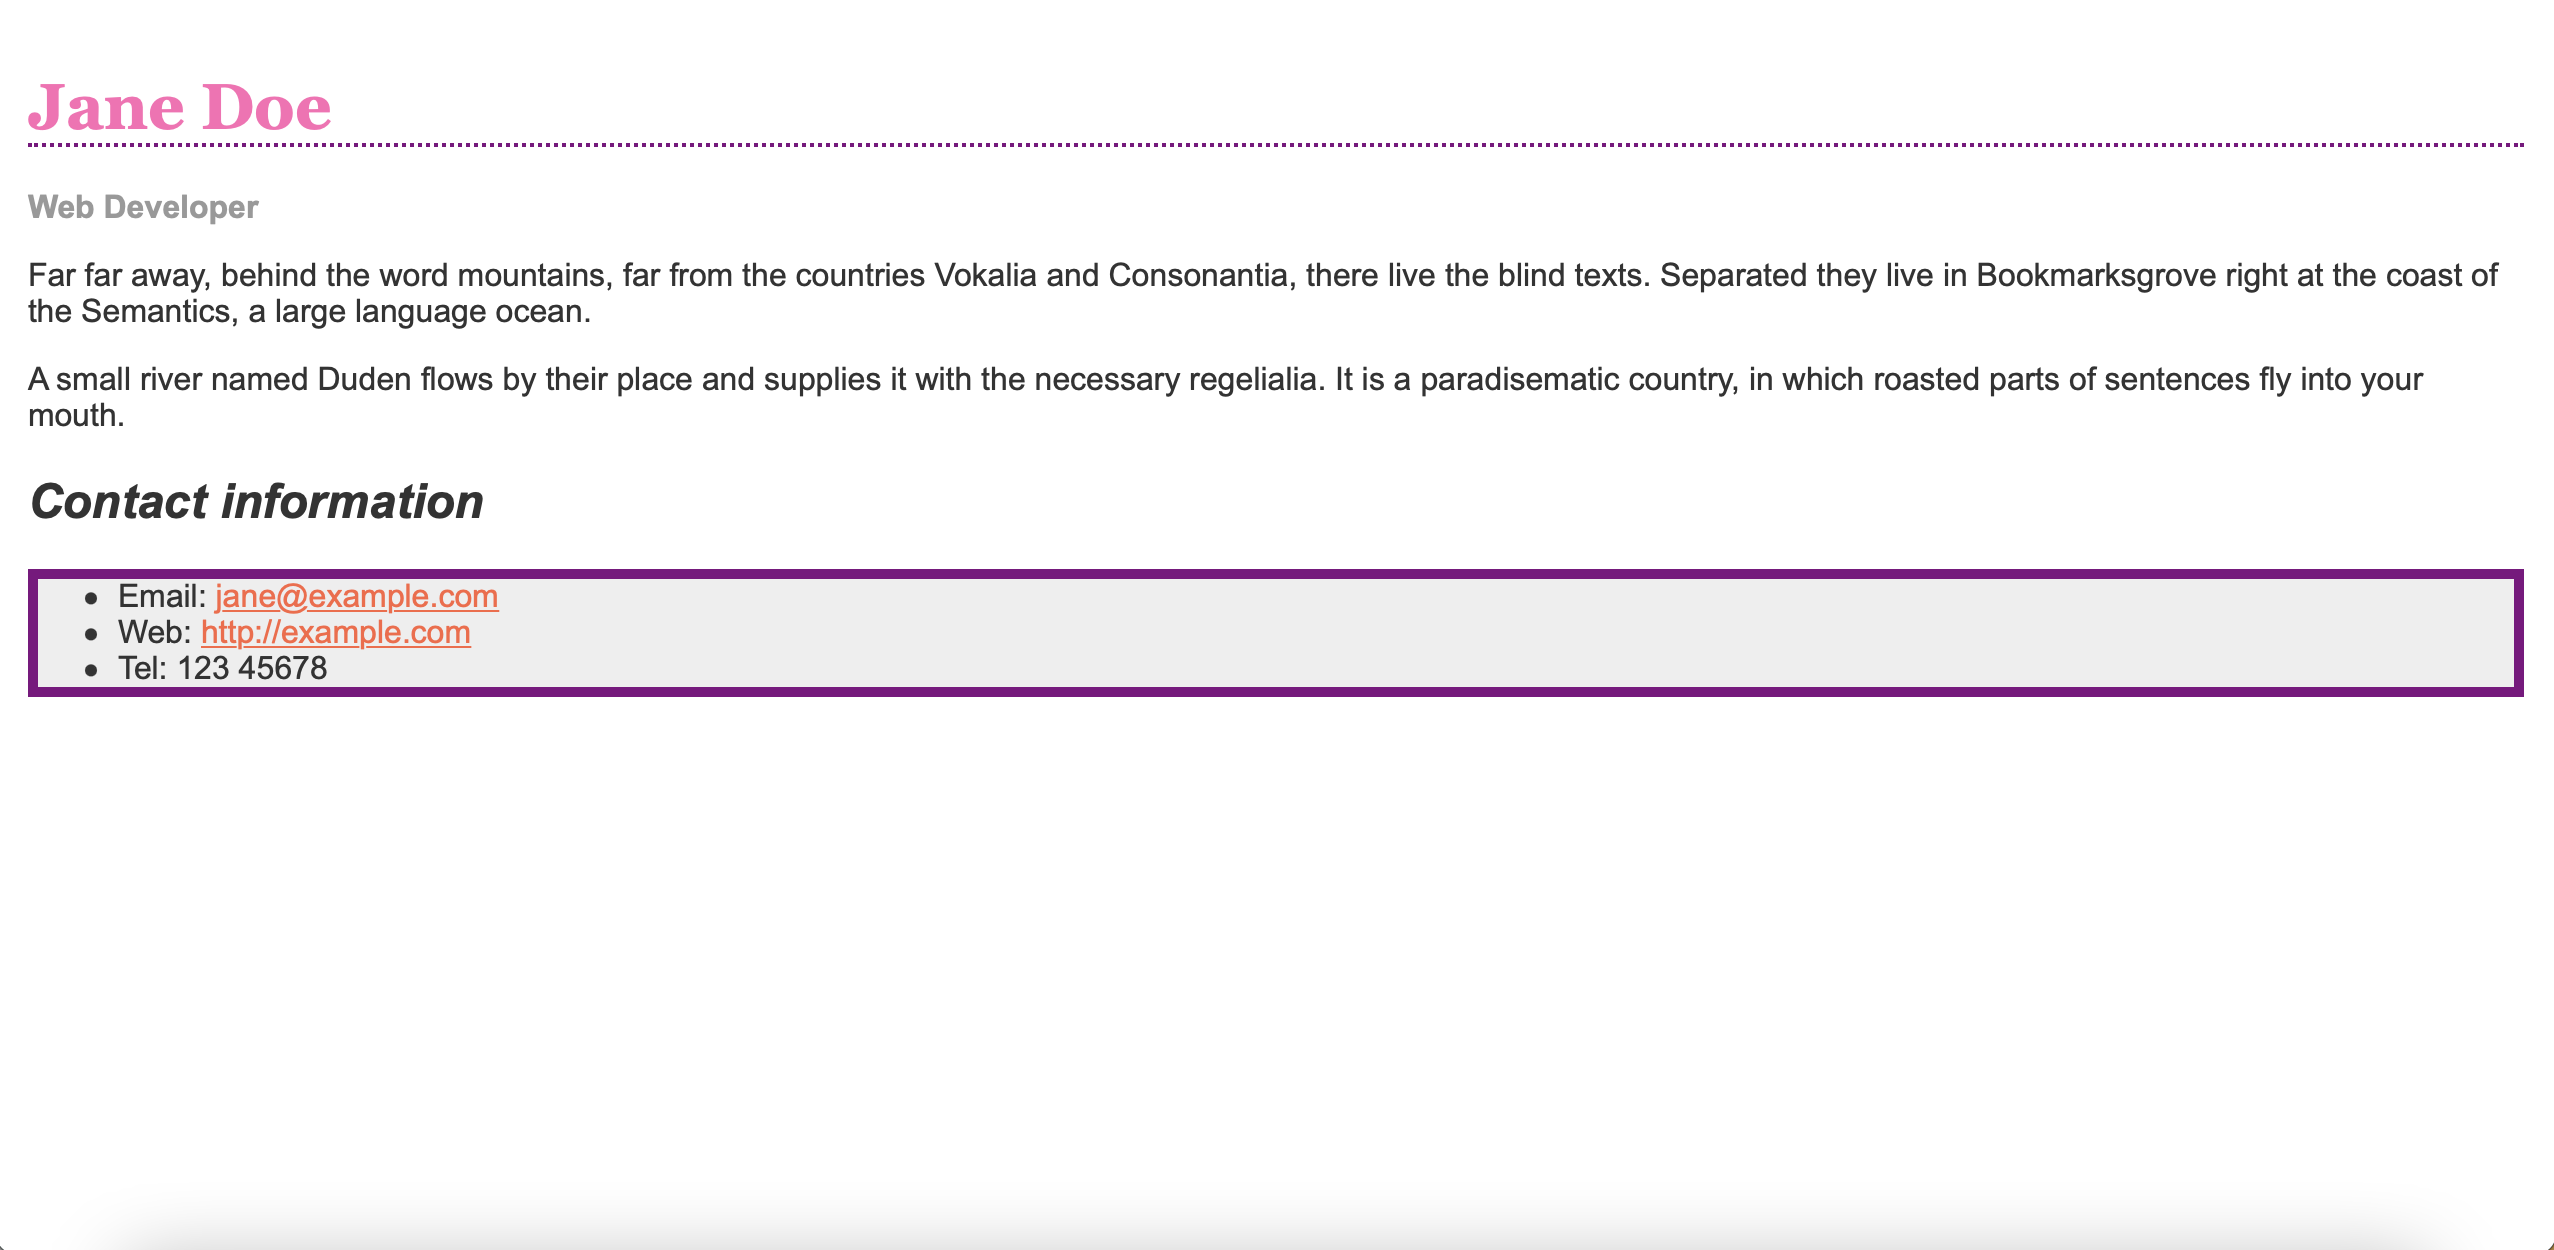 Jane Doe
Web Developer
Far far away, behind the word mountains, far from the countries Vokalia and Consonantia, there live the blind texts. Separated they live in Bookmarksgrove right at the coast of
the Semantics, a large language ocean.
A small river named Duden flows by their place and supplies it with the necessary regelialia. It is a paradisematic country, in which roasted parts of sentences fly into your
mouth.
Contact information
• Email: jane@example.com
• Web: http://example.com
• Tel: 123 45678